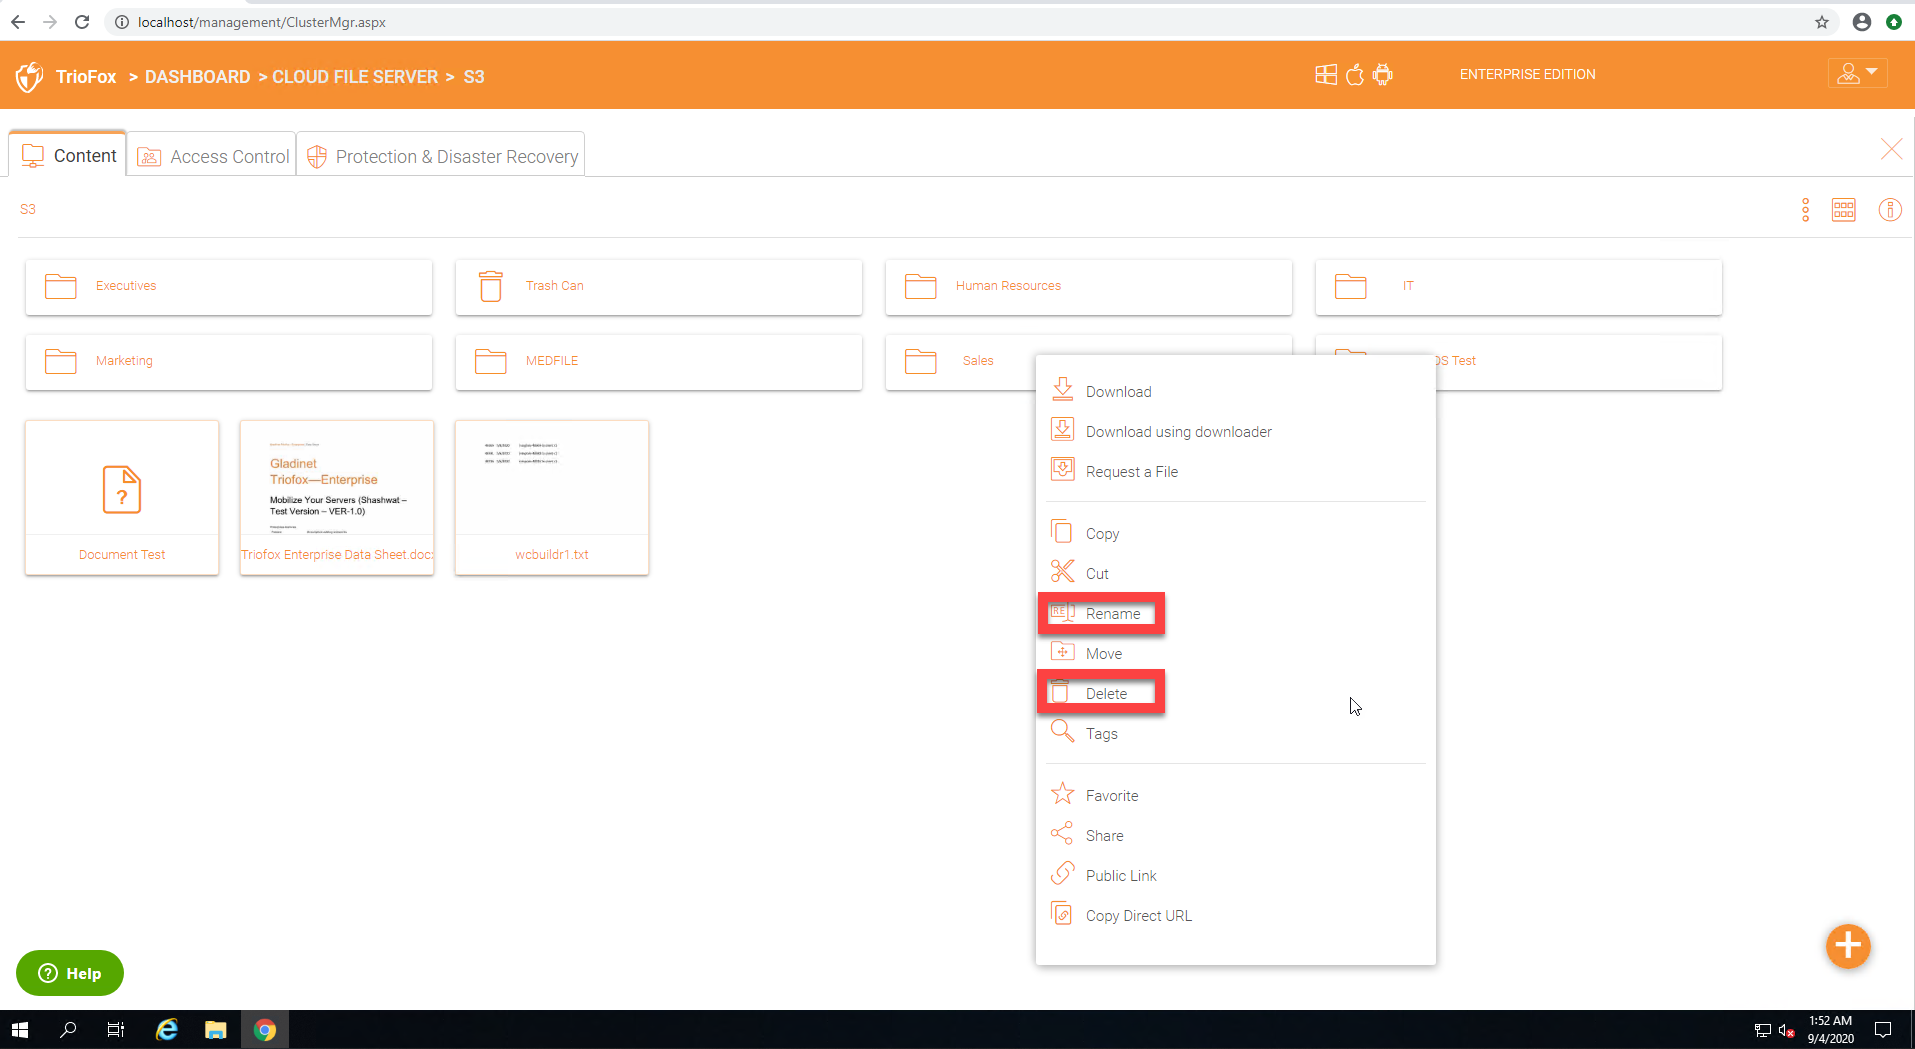 localhost/management/ClusterMgr.aspx
TrioFox > DASHBOARD > CLOUD FILE SERVER > S3
ENTERPRISE EDITION
Content
Access Control
Protection & Disaster Recovery
S3
Executives
Trash Can
Human Resources
IT
Marketing
MEDFILE
Sales
OS Test
Download
Download using downloader
Request a File
Copy
Cut
RE
Rename
Move
Delete
Tags
Favorite
Share
Public Link
Copy Direct URL
Gladinet
Triofox—Enterprise
Mobilize Your Servers (Shashwat –
Test Version – VER-1.0)
?
Document Test
Triofox Enterprise Data Sheet.docx
wcbuildr1.txt
? Help
1:52 AM
9/4/2020